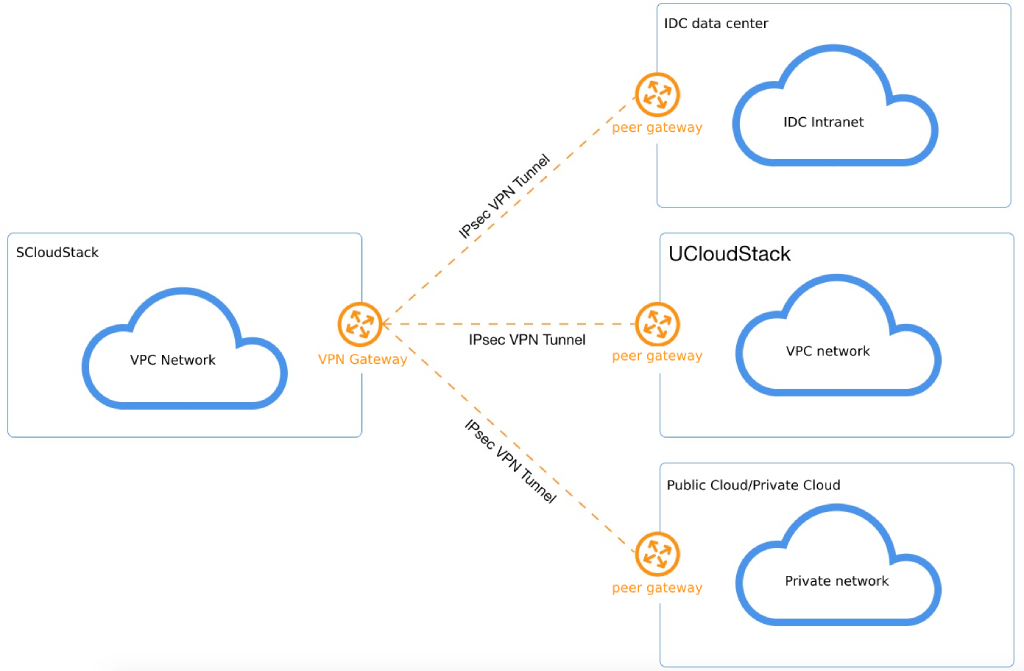 IDC data center
IDC Intranet
peer gateway
IPsec VPN Tunnel
SCloudStack
VPC Network
VPN Gateway
IPsec VPN Tunnel
UCloudStack
VPC network
peer gateway
IPsec VPN Tunnel
Public Cloud/Private Cloud
Private network
peer gateway